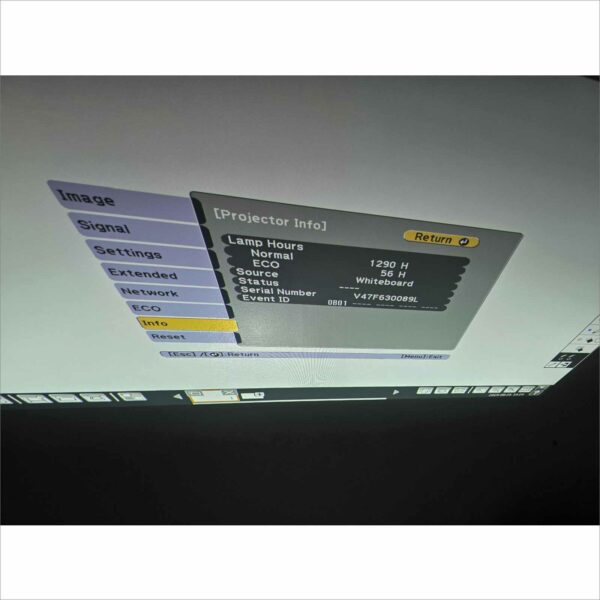 Image
Signal
Settings
Extended
Network
ECO
Info
Reset
[Projector Info]
Return
Lamp Hours
Normal 1290 H
ECO 56 H
Source Whiteboard
Status ----
Serial Number V47F630089L
Event ID 0B01 ---- ---- ---- ----
[Esc] /[ ]:Return
[Menu]:Exit